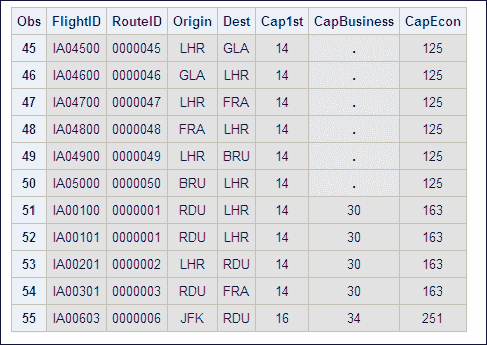 Obs FlightID RouteID Origin Dest Cap1st CapBusiness CapEcon
45 IA04500 0000045 LHR GLA 14 . 125
46 IA04600 0000046 GLA LHR 14 . 125
47 IA04700 0000047 LHR FRA 14 . 125
48 IA04800 0000048 FRA LHR 14 . 125
49 IA04900 0000049 LHR BRU 14 . 125
50 IA05000 0000050 BRU LHR 14 . 125
51 IA00100 0000001 RDU LHR 14 30 163
52 IA00101 0000001 RDU LHR 14 30 163
53 IA00201 0000002 LHR RDU 14 30 163
54 IA00301 0000003 RDU FRA 14 30 163
55 IA00603 0000006 JFK RDU 16 34 251